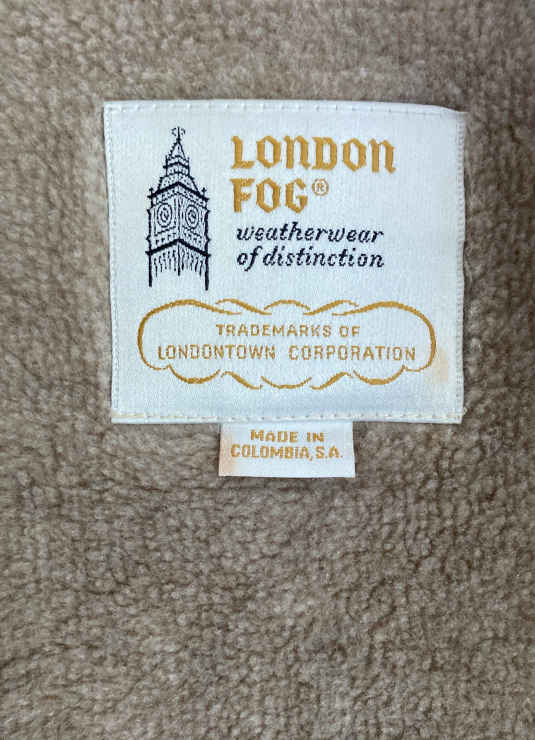 LONDON
FOG®
weatherwear
of distinction
TRADEMARKS OF
LONDONTOWN CORPORATION
MADE IN
COLOMBIA, S.A.